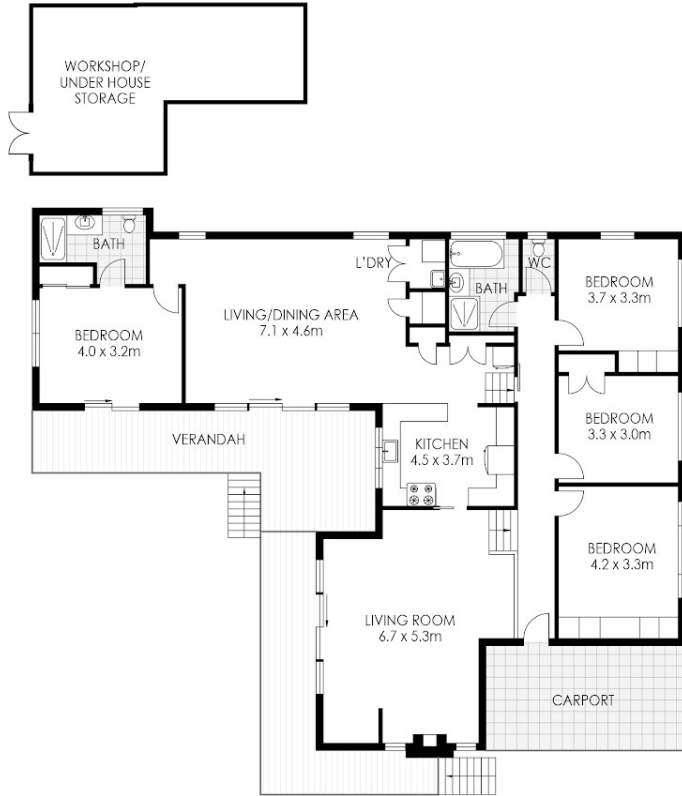 WORKSHOP/
UNDER HOUSE
STORAGE
BATH
L'DRY
BATH
WC
BEDROOM
3.7 x 3.3m
LIVING/DINING AREA
7.1 x 4.6m
BEDROOM
4.0 x 3.2m
BEDROOM
3.3 x 3.0m
VERANDAH
KITCHEN
4.5 x 3.7m
BEDROOM
4.2 x 3.3m
LIVING ROOM
6.7 x 5.3m
CARPORT